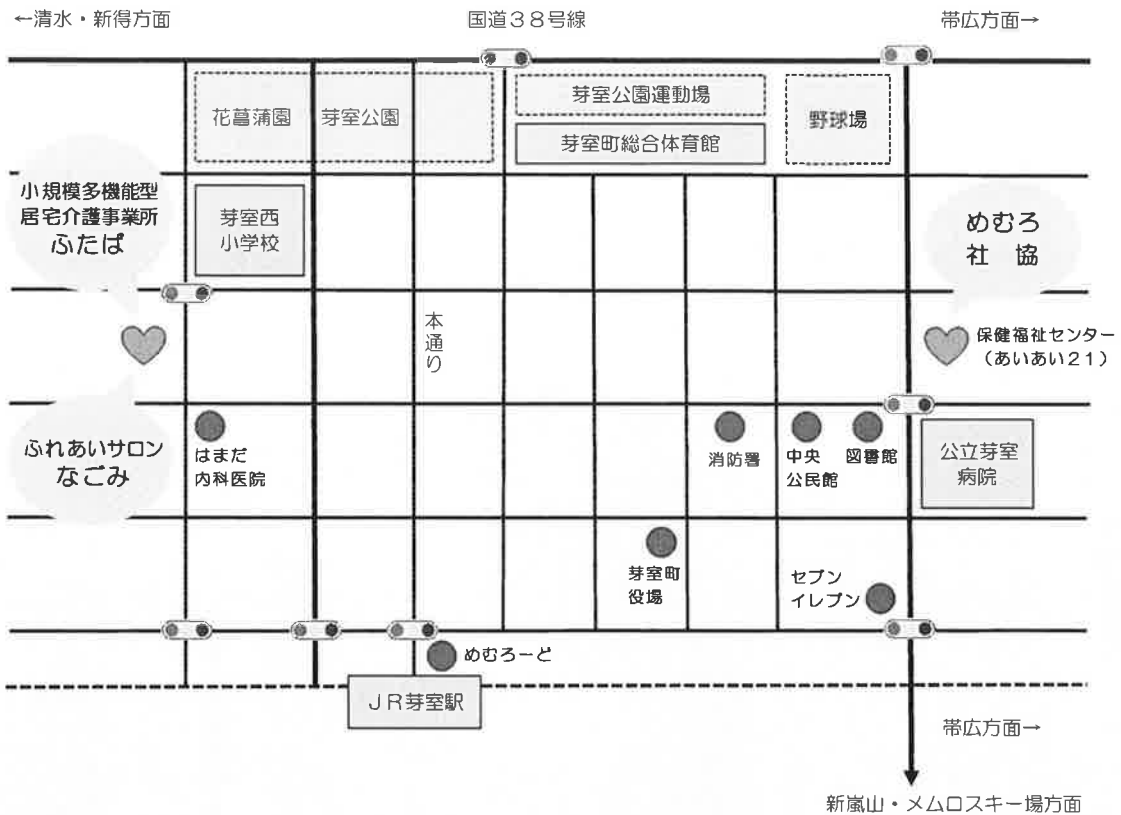 ←清水・新得方面
国道38号線
帯広方面→
花菖蒲園
芽室公園
芽室公園運動場
芽室町総合体育館
野球場
小規模多機能型
居宅介護事業所
ふたば
芽室西
小学校
めむろ
社　協
本通り
保健福祉センター
（あいあい21）
ふれあいサロン
なごみ
はまだ
内科医院
消防署
中央
公民館
図書館
公立芽室
病院
芽室町
役場
セブン
イレブン
めむろーど
JR芽室駅
帯広方面→
新嵐山・メムロスキー場方面